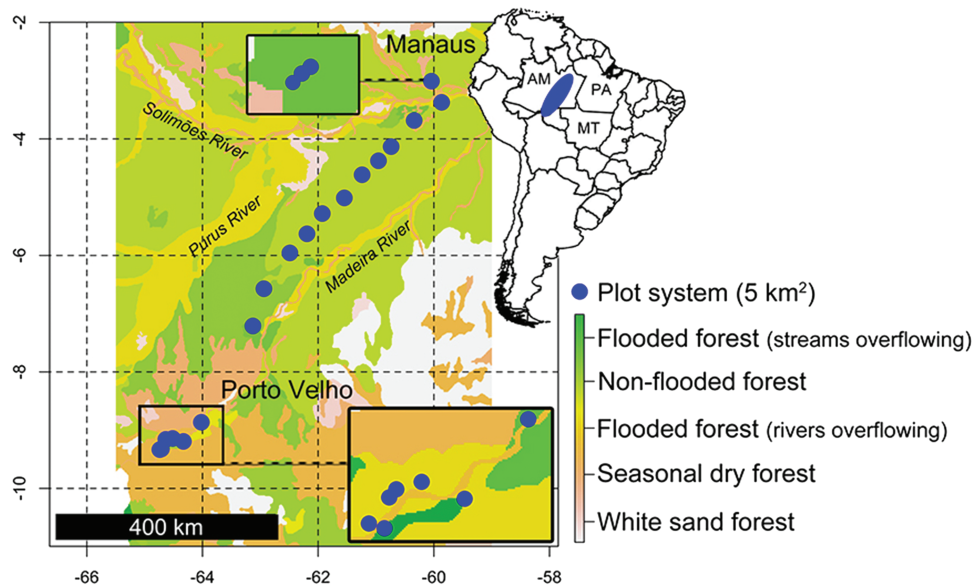 -2
-4
-6
-8
-10
-66
-64
-62
-60
-58
Manaus
Solimões River
Purus River
Madeira River
Porto Velho
400 km
AM
PA
MT
Plot system (5 km²)
Flooded forest (streams overflowing)
Non-flooded forest
Flooded forest (rivers overflowing)
Seasonal dry forest
White sand forest